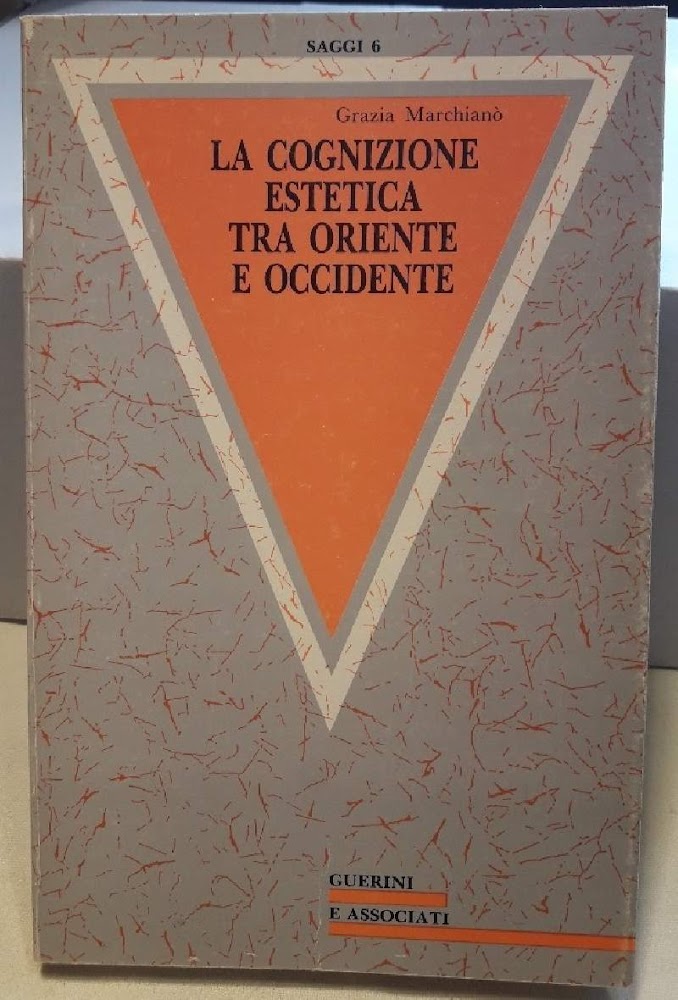 SAGGI 6
Grazia Marchianò
LA COGNIZIONE
ESTETICA
TRA ORIENTE
E OCCIDENTE
GUERINI
E ASSOCIATI